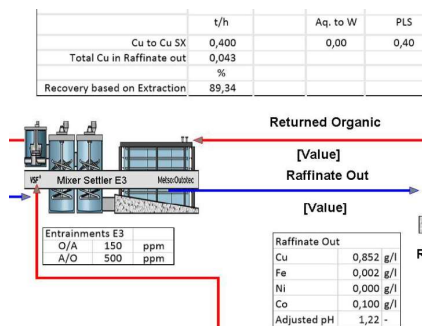 t/h Aq. to W PLS
Cu to Cu SX 0,400 0,00 0,40
Total Cu in Raffinate out 0,043
%
Recovery based on Extraction 89,34
Returned Organic
[Value]
VSF® Mixer Settler E3 Metso:Outotec
Raffinate Out
[Value]
Entrainments E3
O/A 150 ppm
A/O 500 ppm
Raffinate Out
Cu 0,852 g/l
Fe 0,002 g/l
Ni 0,000 g/l
Co 0,100 g/l
Adjusted pH 1,22 -
R